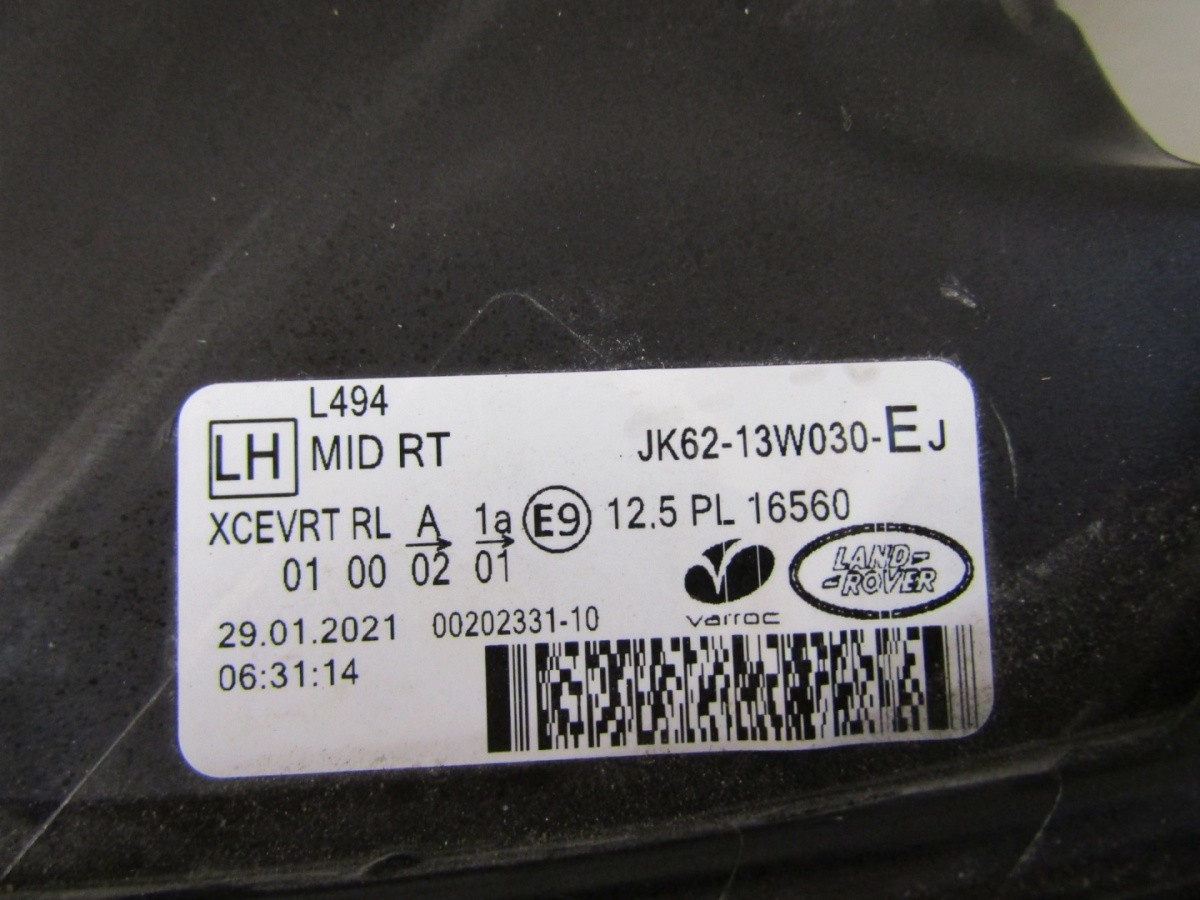 L494
LH MID RT JK62-13W030-EJ
XCEVRT RL A 1a E9 12.5 PL 16560
01 00 02 01
varroc
LAND-
-ROVER
29.01.2021 00202331-10
06:31:14